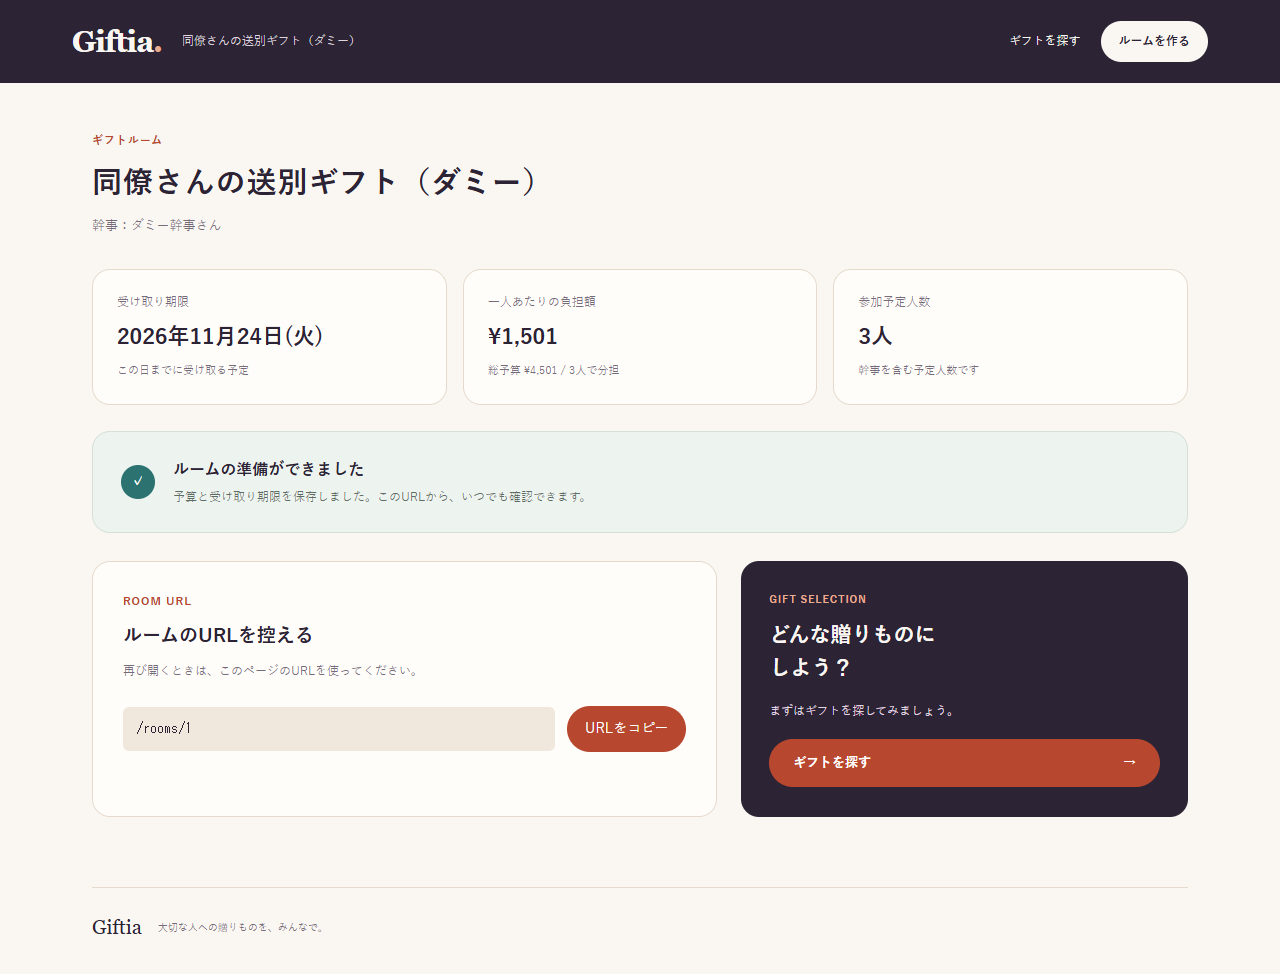 Giftia.
同僚さんの送別ギフト（ダミー）
ギフトを探す
ルームを作る
ギフトルーム
同僚さんの送別ギフト（ダミー）
幹事：ダミー幹事さん
受け取り期限
2026年11月24日(火)
この日までに受け取る予定
一人あたりの負担額
¥1,501
総予算 ¥4,501 / 3人で分担
参加予定人数
3人
幹事を含む予定人数です
✓
ルームの準備ができました
予算と受け取り期限を保存しました。このURLから、いつでも確認できます。
ROOM URL
ルームのURLを控える
再び開くときは、このページのURLを使ってください。
/rooms/1
URLをコピー
GIFT SELECTION
どんな贈りものに
しよう？
まずはギフトを探してみましょう。
ギフトを探す →
Giftia
大切な人への贈りものを、みんなで。